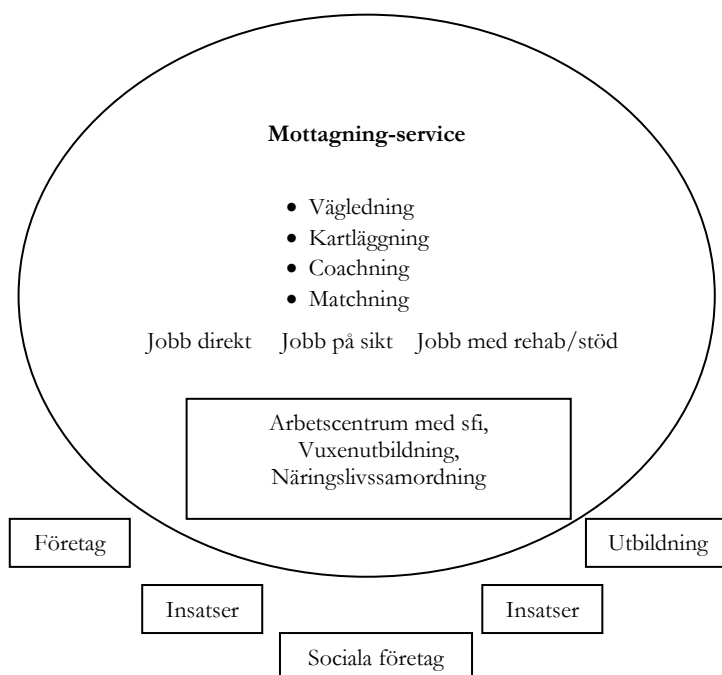 Mottagning-service
• Vägledning
• Kartläggning
• Coachning
• Matchning
Jobb direkt Jobb på sikt Jobb med rehab/stöd
Arbetscentrum med sfi,
Vuxenutbildning,
Näringslivssamordning
Företag
Utbildning
Insatser
Insatser
Sociala företag